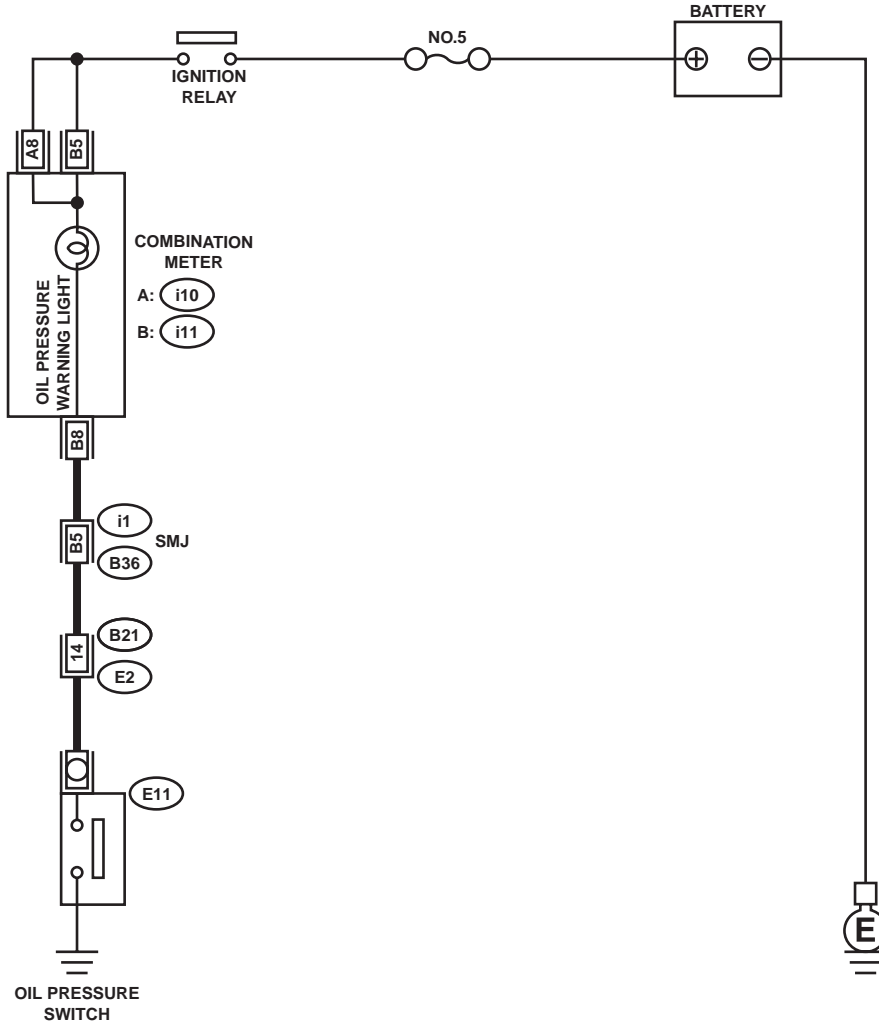 BATTERY
NO.5
IGNITION
RELAY
A8
B5
COMBINATION
METER
A: i10
B: i11
OIL PRESSURE
WARNING LIGHT
B8
i1
B5
SMJ
B36
B21
14
E2
E11
E
OIL PRESSURE
SWITCH